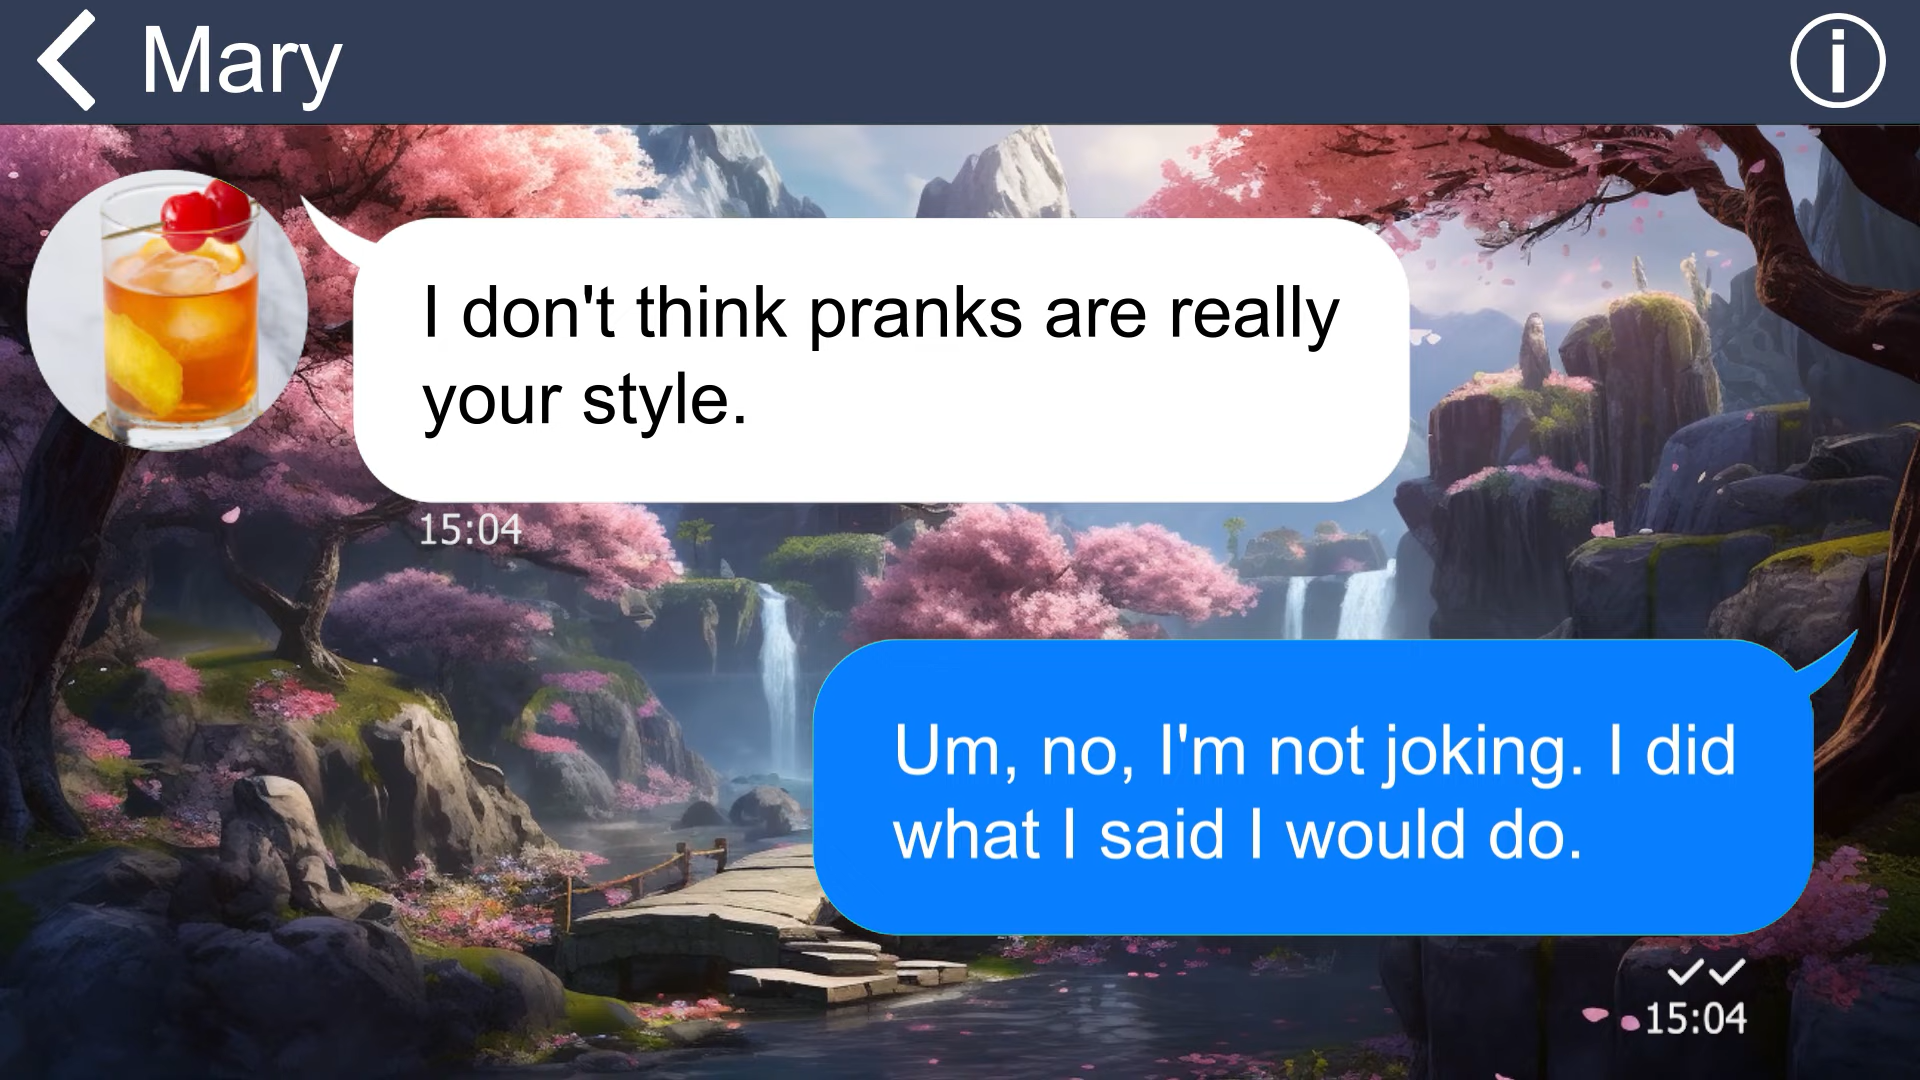 Mary
I don't think pranks are really
your style.
15:04
Um, no, I'm not joking. I did
what I said I would do.
15:04